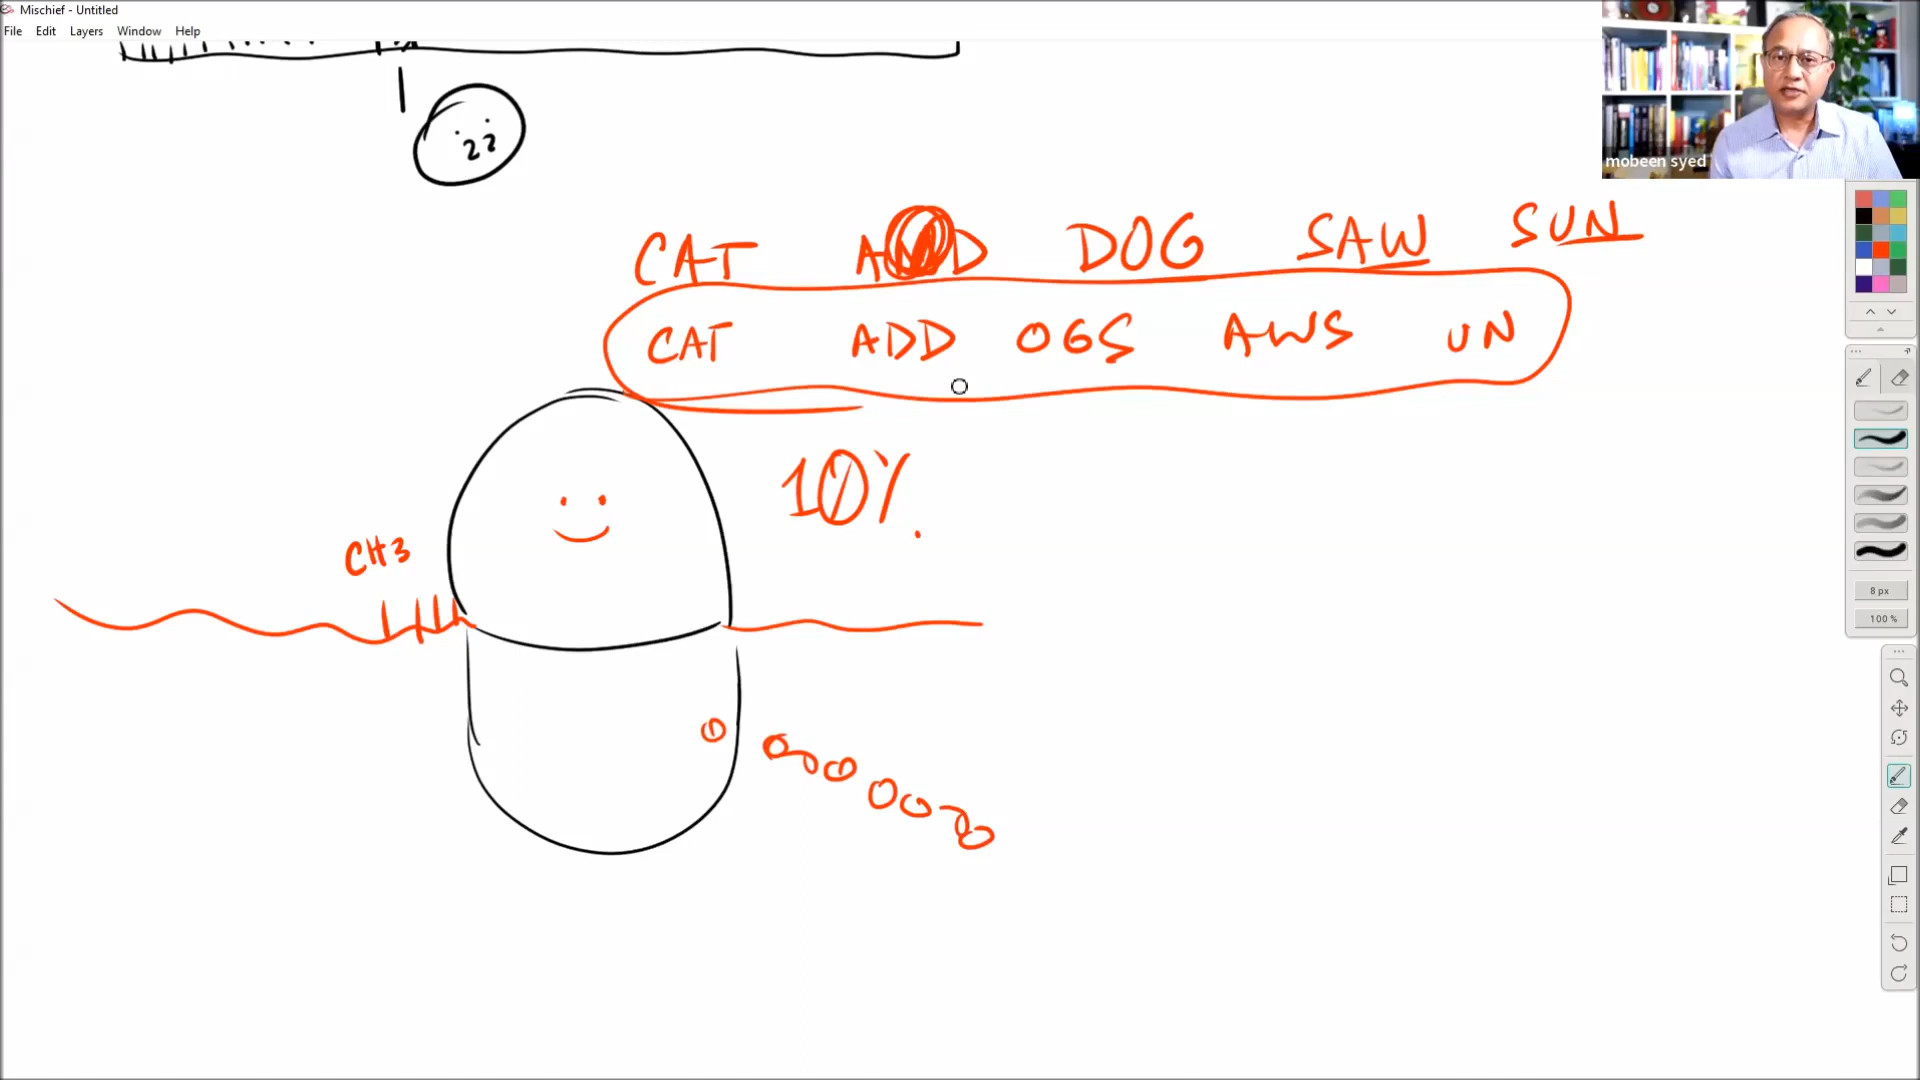 Mischief - Untitled
File Edit Layers Window Help
mobeen syed
22
CAT A D DOG SAW SUN
CAT ADD OGS AWS UN
10%.
CH3
8 px
100 %